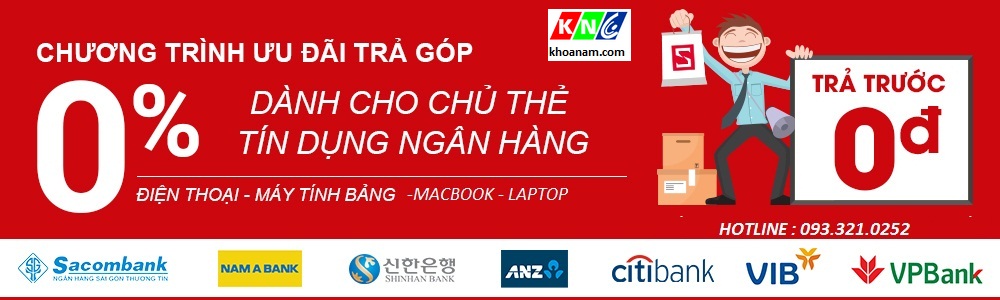 KNC
khoanam.com
CHƯƠNG TRÌNH ƯU ĐÃI TRẢ GÓP
0%
DÀNH CHO CHỦ THẺ
TÍN DỤNG NGÂN HÀNG
ĐIỆN THOẠI - MÁY TÍNH BẢNG -MACBOOK - LAPTOP
S
TRẢ TRƯỚC
0đ
HOTLINE : 093.321.0252
Sacombank
NGÂN HÀNG SÀI GÒN THƯƠNG TÍN
NAM A BANK
신한은행
SHINHAN BANK
ANZ
citibank
VIB
VPBank